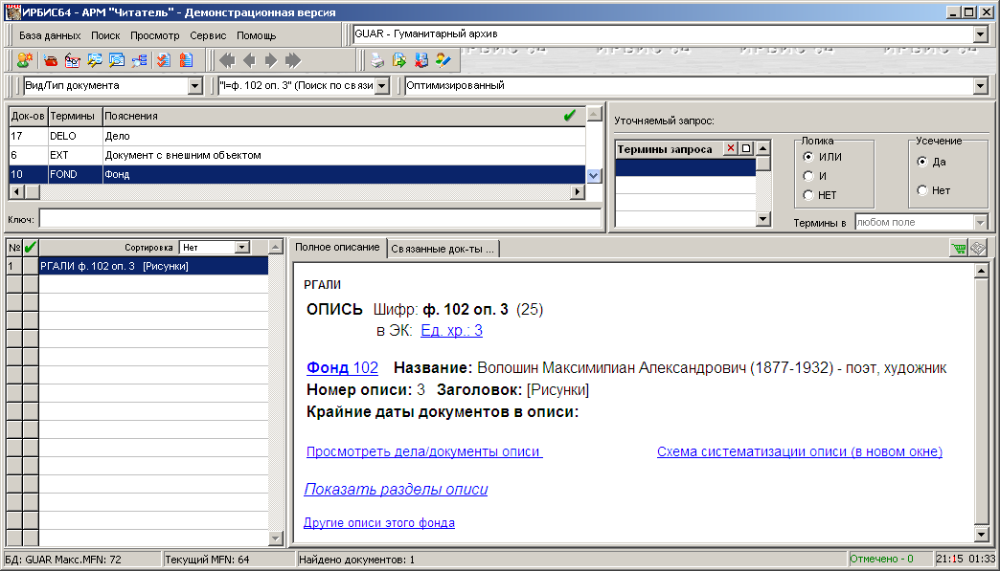 ИРБИС64 - АРМ "Читатель" - Демонстрационная версия
База данных Поиск Просмотр Сервис Помощь
GUAR - Гуманитарный архив
Вид/Тип документа
"I=ф. 102 оп. 3" (Поиск по связи
Оптимизированный
Док-ов Термины Пояснения
17 DELO Дело
6 EXT Документ с внешним объектом
10 FOND Фонд
Ключ:
Уточняемый запрос:
Термины запроса
Логика
ИЛИ
И
НЕТ
Усечение
Да
Нет
Термины в любом поле
№ Сортировка Нет
1 РГАЛИ ф. 102 оп. 3 [Рисунки]
Полное описание Связанные док-ты ...
РГАЛИ
ОПИСЬ Шифр: ф. 102 оп. 3 (25)
в ЭК: Ед. хр.: 3
Фонд 102 Название: Волошин Максимилиан Александрович (1877-1932) - поэт, художник
Номер описи: 3 Заголовок: [Рисунки]
Крайние даты документов в описи:
Просмотреть дела/документы описи Схема систематизации описи (в новом окне)
Показать разделы описи
Другие описи этого фонда
БД: GUAR Макс.MFN: 72 Текущий MFN: 64 Найдено документов: 1 Отмечено - 0 21:15 01:33